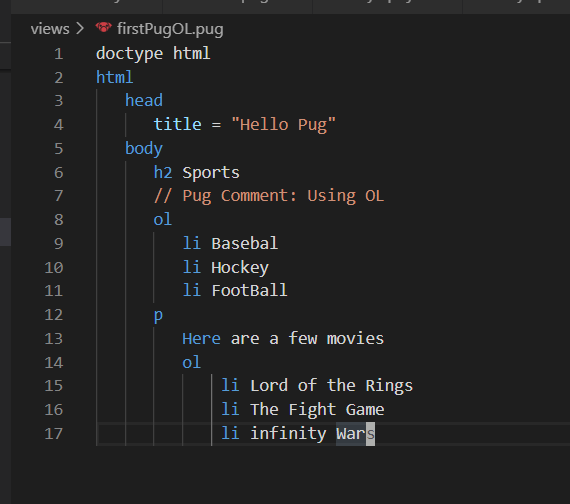 views > firstPugOL.pug
1 doctype html
2 html
3 head
4 title = "Hello Pug"
5 body
6 h2 Sports
7 // Pug Comment: Using OL
8 ol
9 li Basebal
10 li Hockey
11 li FootBall
12 p
13 Here are a few movies
14 ol
15 li Lord of the Rings
16 li The Fight Game
17 li infinity Wars